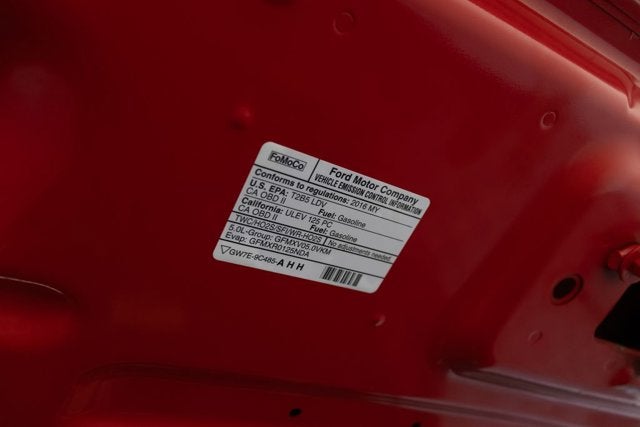 FoMoCo
Ford Motor Company
VEHICLE EMISSION CONTROL INFORMATION
Conforms to regulations: 2016 MY
U.S. EPA: T2B5 LDV Fuel: Gasoline
CA OBD II
California: ULEV 125 PC Fuel: Gasoline
CA OBD II
TWC/HO2S/SFI/WR-HO2S No adjustments needed.
5.0L-Group: GFMXV05.0VKM
Evap: GFMXR0125NDA
GW7E-9C485-AHH